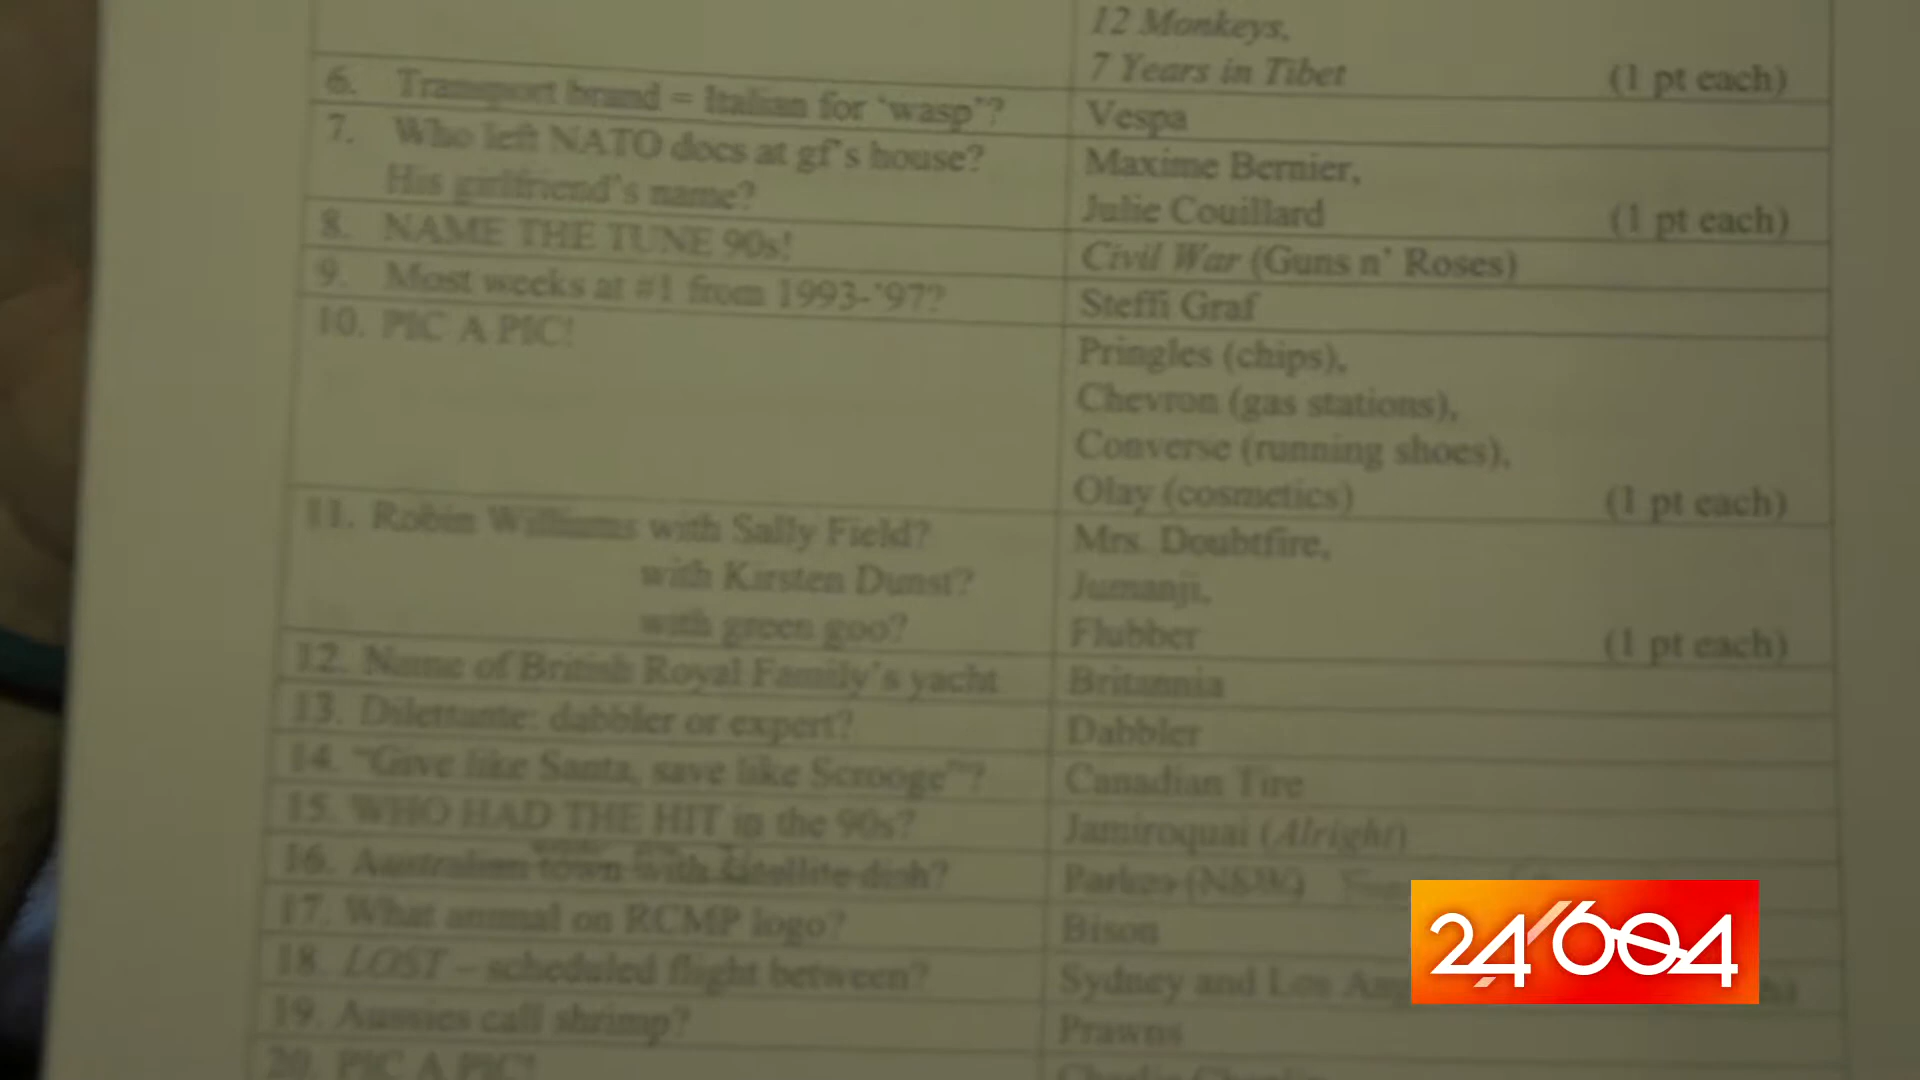 12 Monkeys,
7 Years in Tibet (1 pt each)
6. Transport brand = Italian for 'wasp'? Vespa
7. Who left NATO docs at gf's house? Maxime Bernier,
His girlfriend's name? Julie Couillard (1 pt each)
8. NAME THE TUNE 90s! Civil War (Guns n' Roses)
9. Most weeks at #1 from 1993-'97? Steffi Graf
10. PIC A PIC! Pringles (chips),
Chevron (gas stations),
Converse (running shoes),
Olay (cosmetics) (1 pt each)
11. Robin Williams with Sally Field? Mrs. Doubtfire,
with Kirsten Dunst? Jumanji,
with green goo? Flubber (1 pt each)
12. Name of British Royal Family's yacht Britannia
13. Dilettante: dabbler or expert? Dabbler
14. "Give like Santa, save like Scrooge"? Canadian Tire
15. WHO HAD THE HIT in the 90s? Jamiroquai (Alright)
16. Australian town with satellite dish? Parkes (NSW)
17. What animal on RCMP logo? Bison
18. LOST – scheduled flight between? Sydney and Los
19. Aussies call shrimp? Prawns
20. PIC A PIC! Charlie Chaplin
24/604